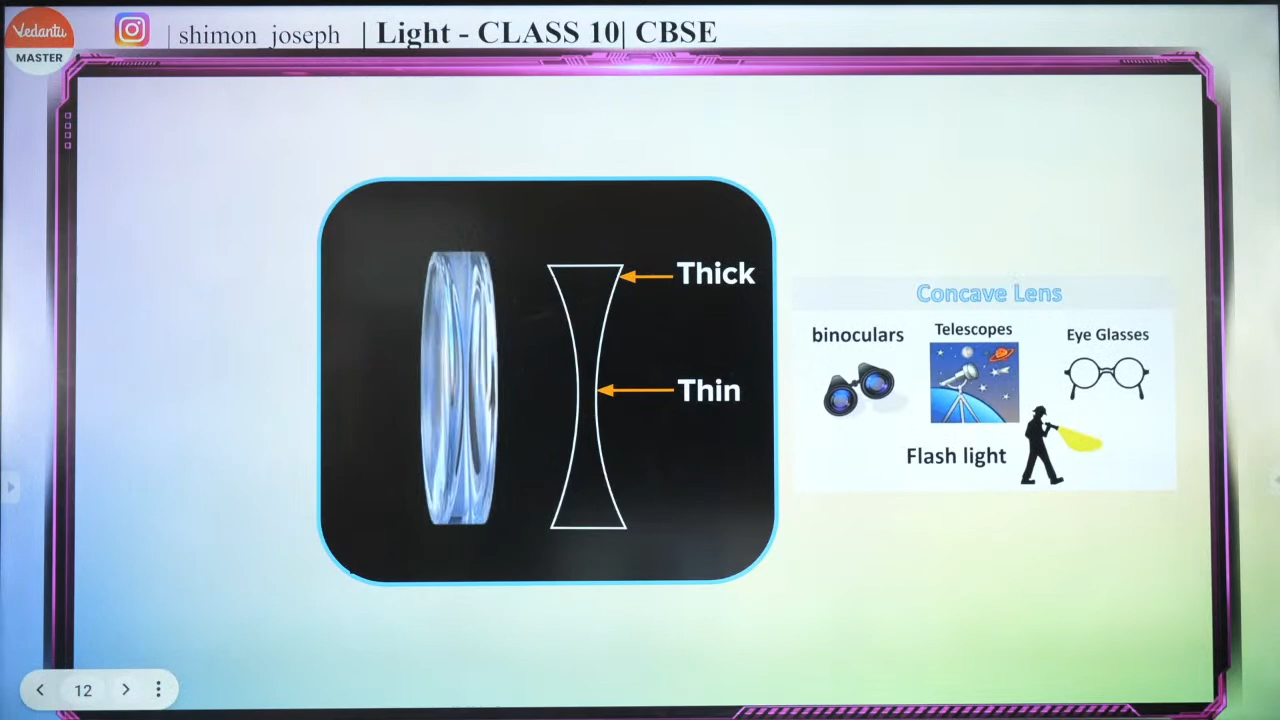 Vedantu
MASTER
| shimon_joseph | Light - CLASS 10| CBSE
Thick
Thin
Concave Lens
binoculars
Telescopes
Eye Glasses
Flash light
12